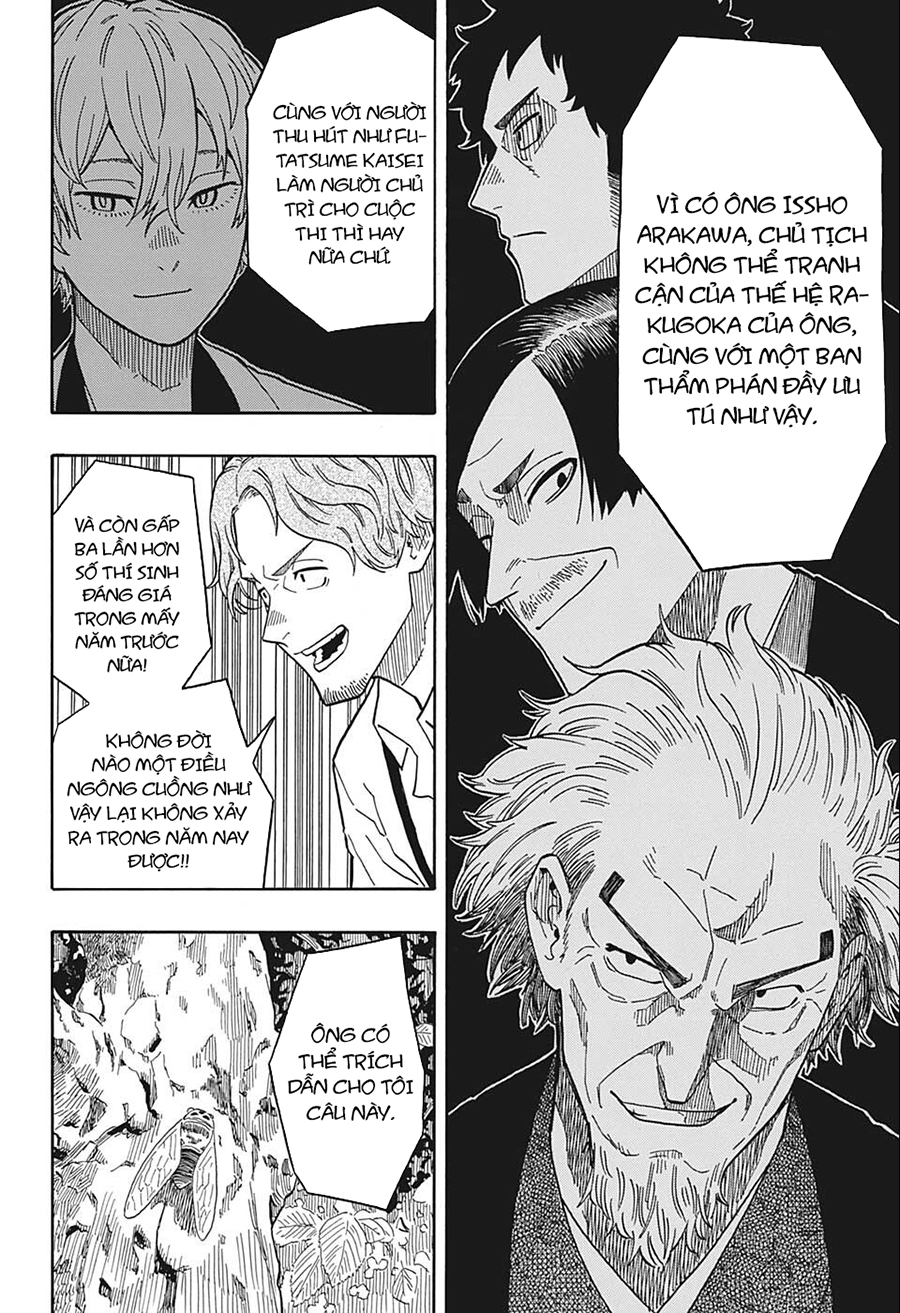 VÌ CÓ ÔNG ISSHO
ARAKAWA, CHỦ TỊCH
KHÔNG THỂ TRANH
CẬN CỦA THẾ HỆ RA-
KUGOKA CỦA ÔNG,
CÙNG VỚI MỘT BAN
THẨM PHÁN ĐẦY ƯU
TÚ NHƯ VẬY.
CÙNG VỚI NGƯỜI
THU HÚT NHƯ FU-
TATSUME KAISEI
LÀM NGƯỜI CHỦ
TRÌ CHO CUỘC
THI THÌ HAY
NỮA CHỨ.
VÀ CÒN GẤP
BA LẦN HƠN
SỐ THÍ SINH
ĐÁNG GIÁ
TRONG MẤY
NĂM TRƯỚC
NỮA!
KHÔNG ĐỜI
NÀO MỘT ĐIỀU
NGÔNG CUỒNG NHƯ
VẬY LẠI KHÔNG XẢY
RA TRONG NĂM NAY
ĐƯỢC!!
ÔNG CÓ
THỂ TRÍCH
DẪN CHO TÔI
CÂU NÀY.